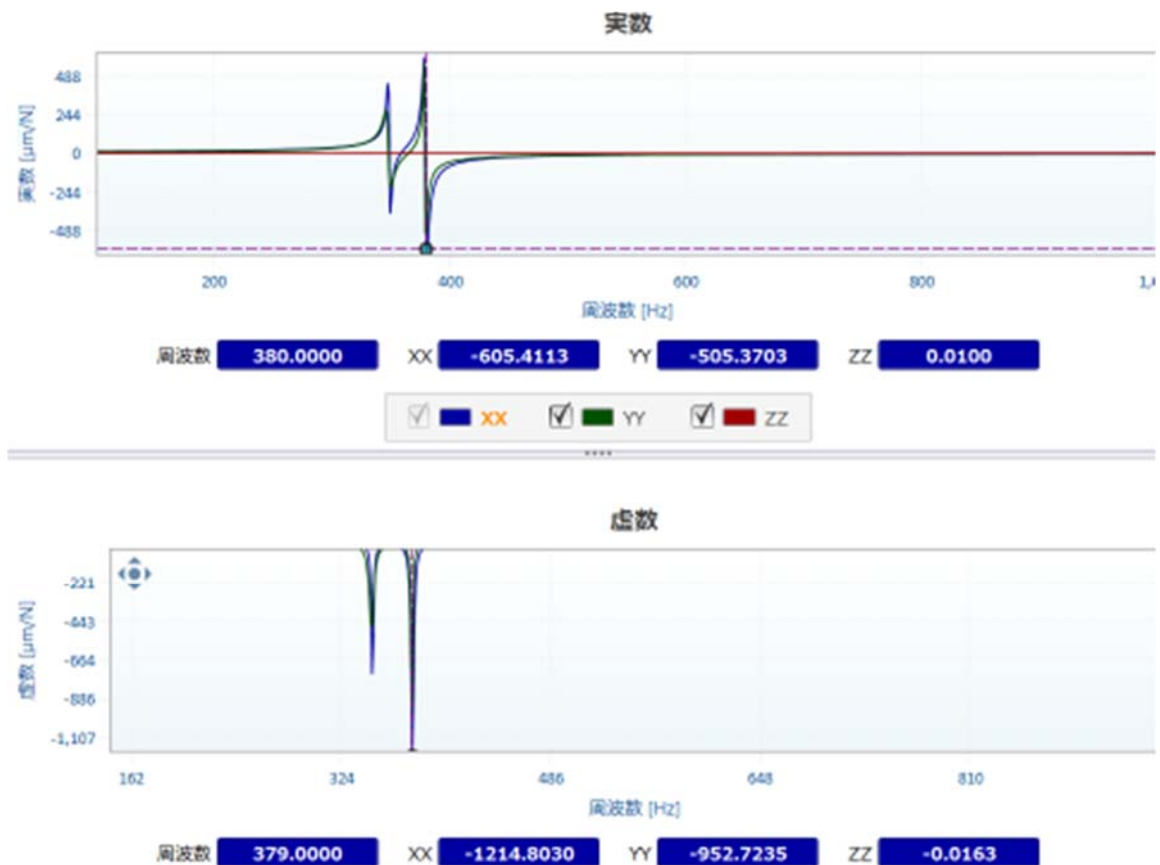 実数
実数 [μm/N]
488
244
0
-244
-488
200 400 600 800 1,
周波数 [Hz]
周波数 380.0000 XX -605.4113 YY -505.3703 ZZ 0.0100
XX YY ZZ
虚数
虚数 [μm/N]
-221
-443
-664
-886
-1,107
162 324 486 648 810
周波数 [Hz]
周波数 379.0000 XX -1214.8030 YY -952.7235 ZZ -0.0163